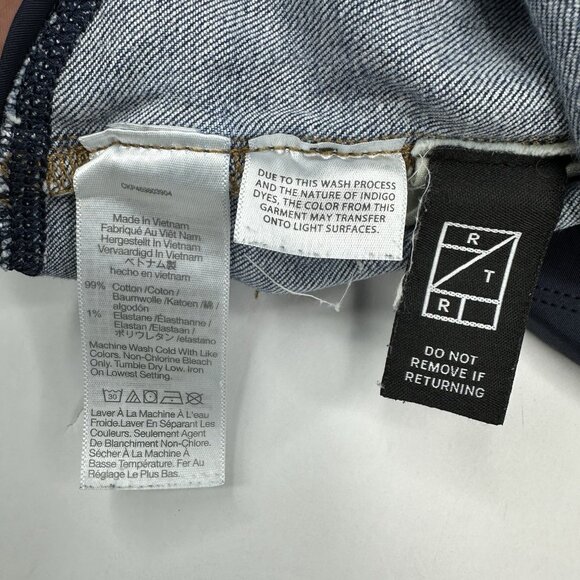 Made In Vietnam
Fabriqué Au Viêt Nam
Hergestellt In Vietnam
Vervaardigd In Vietnam
ベトナム製
hecho en vietnam
99% Cotton /Coton /
Baumwolle /Katoen /綿 /
algodón
1% Elastane /Élasthanne /
Elastan /Elastaan /
ポリウレタン /elastano
Machine Wash Cold With Like
Colors. Non-Chlorine Bleach
Only. Tumble Dry Low. Iron
On Lowest Setting.
30
Laver À La Machine À L'eau
Froide.Laver En Séparant Les
Couleurs. Seulement Agent
De Blanchiment Non-Chlore.
Sécher À La Machine À
Basse Température. Fer Au
Réglage Le Plus Bas.
DUE TO THIS WASH PROCESS
AND THE NATURE OF INDIGO
DYES, THE COLOR FROM THIS
GARMENT MAY TRANSFER
ONTO LIGHT SURFACES.
R
T
R
DO NOT
REMOVE IF
RETURNING